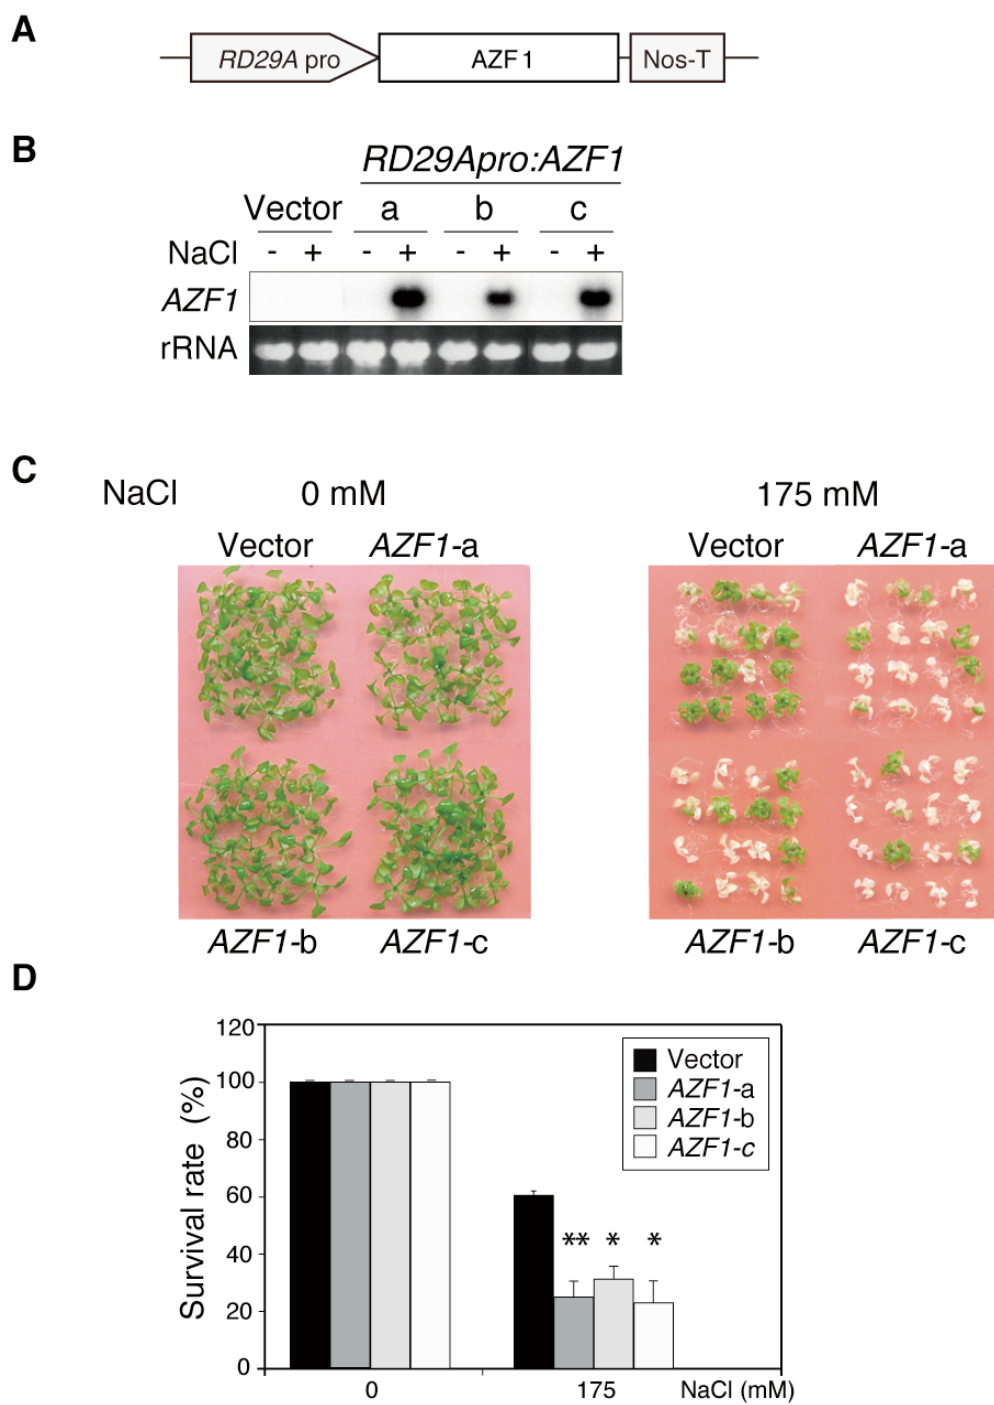 A
RD29A pro AZF1 Nos-T
B
RD29Apro:AZF1
Vector a b c
NaCl - + - + - + - +
AZF1
rRNA
C
NaCl 0 mM 175 mM
Vector AZF1-a Vector AZF1-a
AZF1-b AZF1-c AZF1-b AZF1-c
D
120
100
80
60
40
20
0
Survival rate (%)
Vector
AZF1-a
AZF1-b
AZF1-c
** * *
0 175 NaCl (mM)